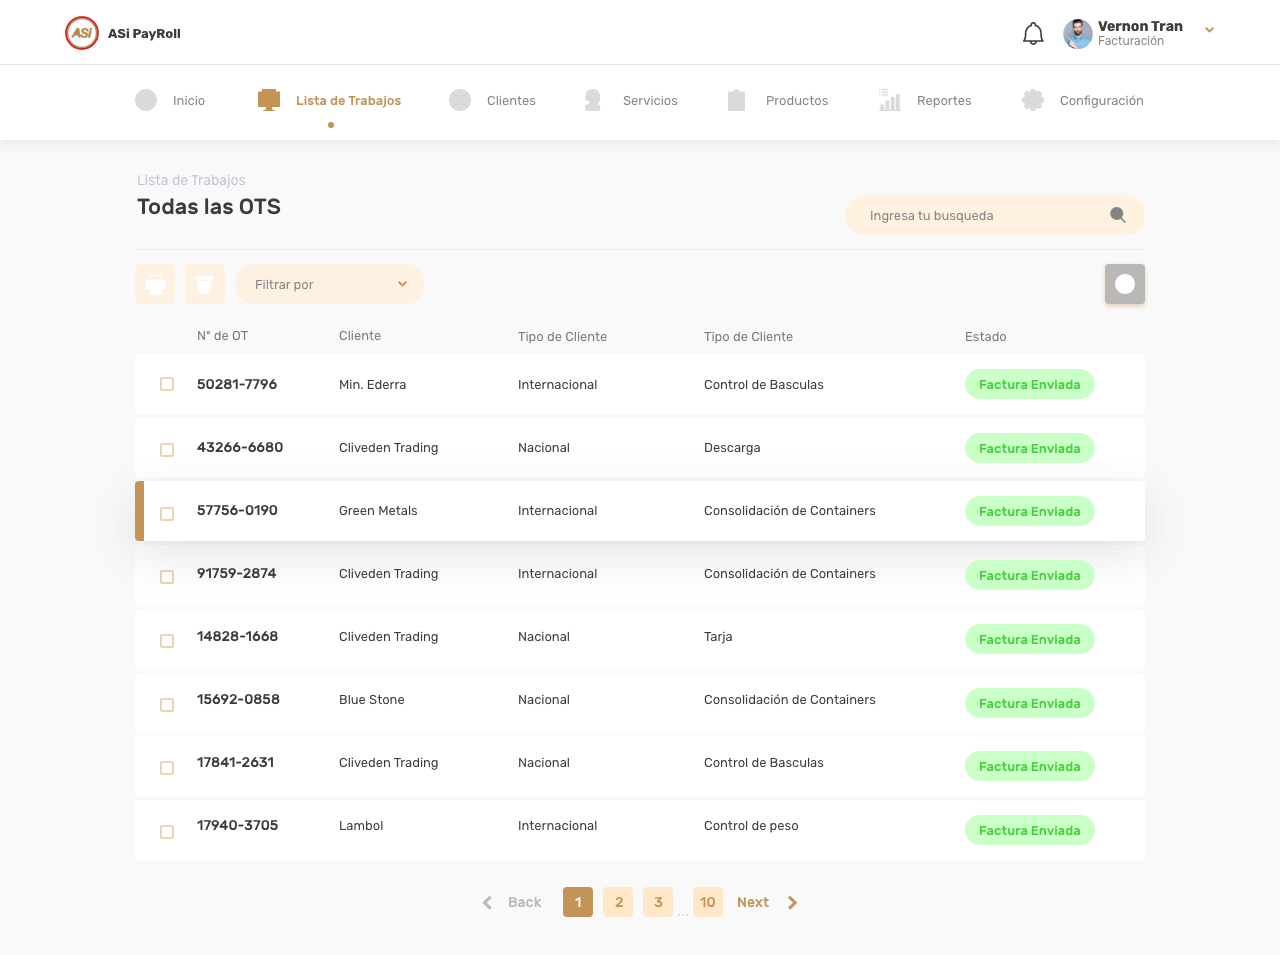 ASi ASi PayRoll
Vernon Tran
Facturación
Inicio Lista de Trabajos Clientes Servicios Productos Reportes Configuración
Lista de Trabajos
Todas las OTS
Ingresa tu busqueda
Filtrar por
Nº de OT Cliente Tipo de Cliente Tipo de Cliente Estado
50281-7796 Min. Ederra Internacional Control de Basculas Factura Enviada
43266-6680 Cliveden Trading Nacional Descarga Factura Enviada
57756-0190 Green Metals Internacional Consolidación de Containers Factura Enviada
91759-2874 Cliveden Trading Internacional Consolidación de Containers Factura Enviada
14828-1668 Cliveden Trading Nacional Tarja Factura Enviada
15692-0858 Blue Stone Nacional Consolidación de Containers Factura Enviada
17841-2631 Cliveden Trading Nacional Control de Basculas Factura Enviada
17940-3705 Lambol Internacional Control de peso Factura Enviada
Back 1 2 3 ... 10 Next